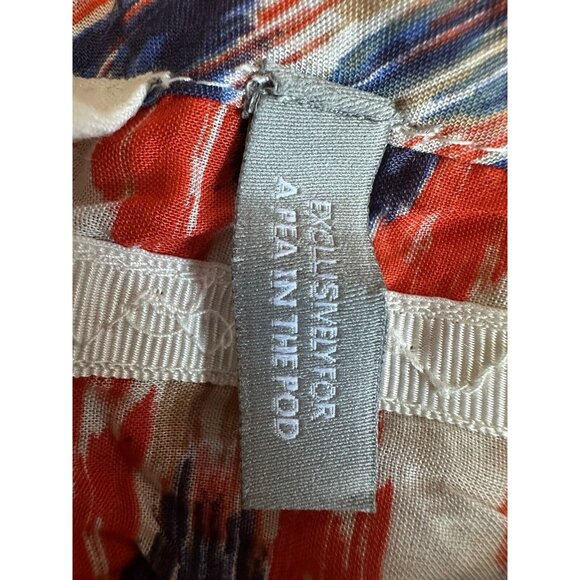 EXCLUSIVELY FOR
A PEA IN THE POD